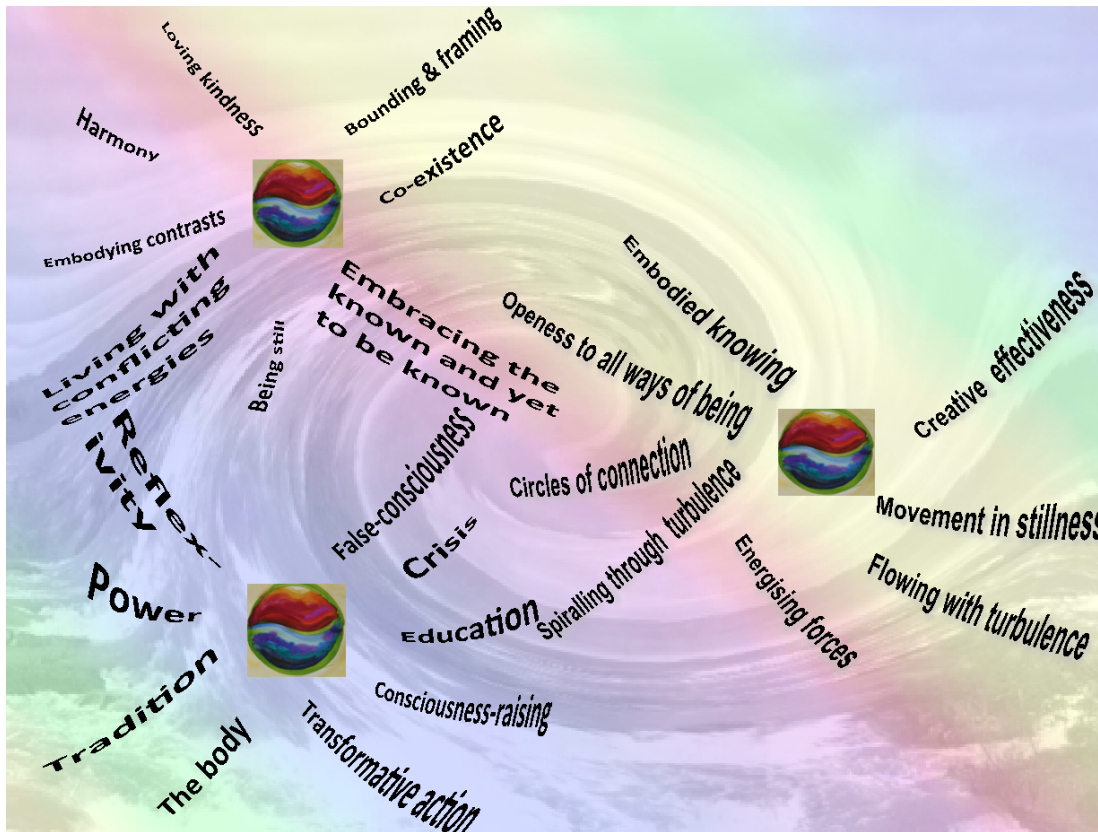 Loving kindness
Bounding & framing
Harmony
Co-existence
Embodying contrasts
Living with
conflicting
energies
Being still
Embracing the
known and yet
to be known
Embodied knowing
Openess to all ways of being
Creative effectiveness
Circles of connection
Movement in stillness
Spiralling through turbulence
Energising forces
Flowing with turbulence
Reflex-
ivity
False-consciousness
Crisis
Power
Education
Tradition
Consciousness-raising
The body
Transformative action